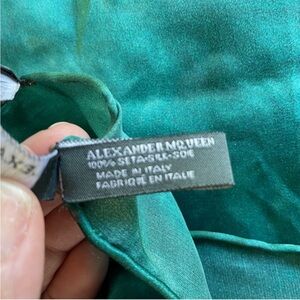 ALEXANDER MCQUEEN
100% SETA-SILK-SOIE
MADE IN ITALY
FABRIQUÉ EN ITALIE